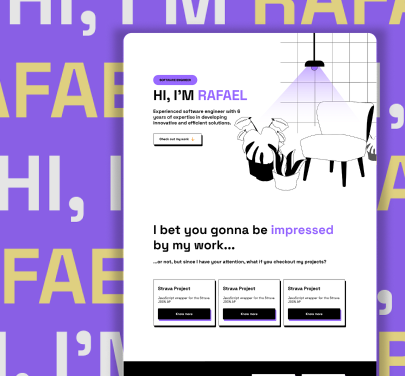 HI, I'M RAFA
RAFAE
HI, I
RAFAE
HI, I'M
SOFTWARE ENGINEER
HI, I'M RAFAEL
Experienced software engineer with 6
years of expertise in developing
innovative and efficient solutions.
Check out my work
I bet you gonna be impressed
by my work...
...or not, but since I have your attention, what if you checkout my projects?
Strava Project
JavaScript wrapper for the Strava
JSON API
Know more
Strava Project
JavaScript wrapper for the Strava
JSON API
Know more
Strava Project
JavaScript wrapper for the Strava
JSON API
Know more